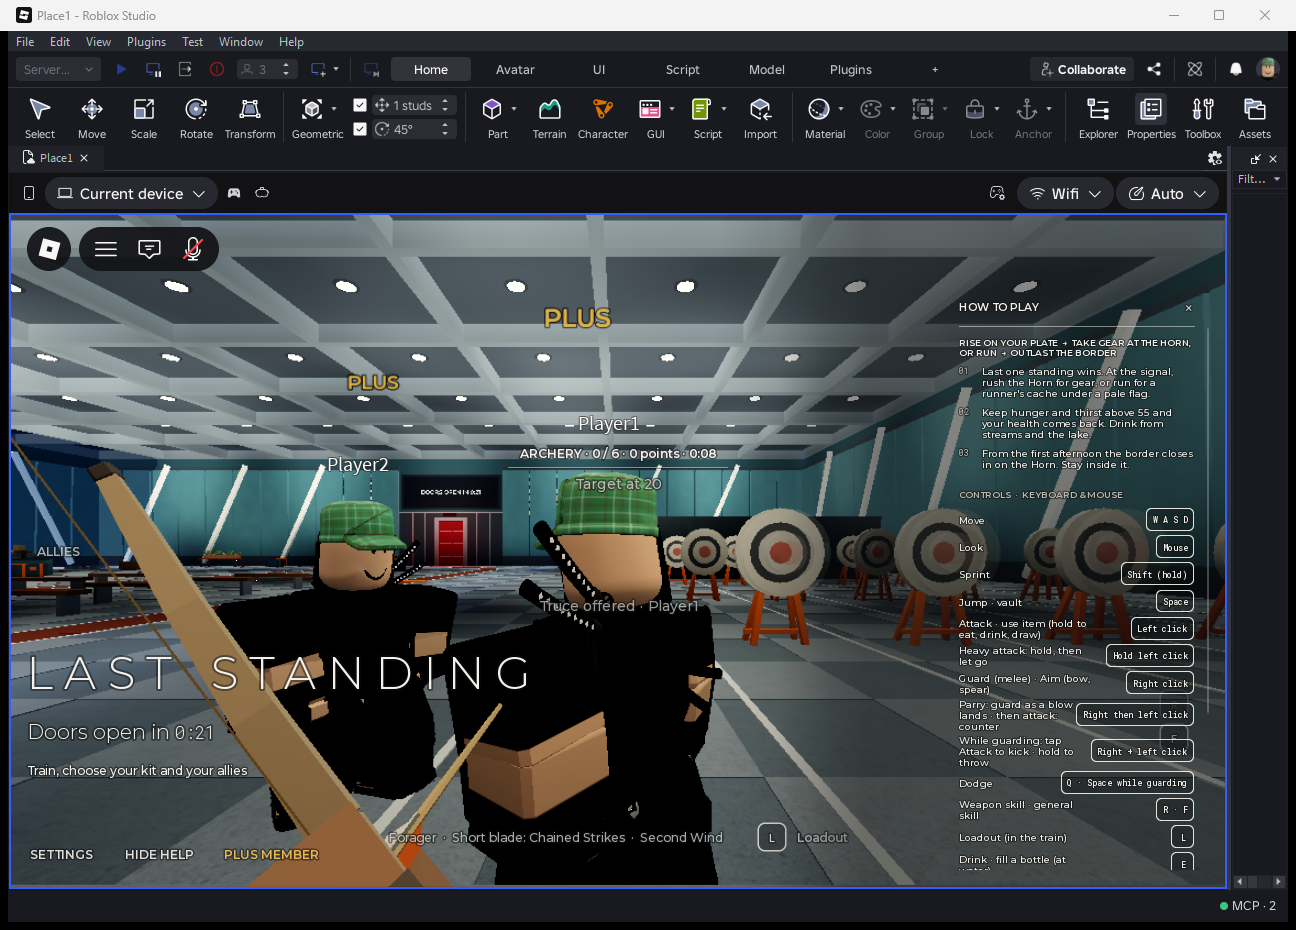 Place1 - Roblox Studio
File Edit View Plugins Test Window Help
Server... 3 Home Avatar UI Script Model Plugins + Collaborate
1 studs
45°
Select Move Scale Rotate Transform Geometric Part Terrain Character GUI Script Import Material Color Group Lock Anchor Explorer Properties Toolbox Assets
Place1
Filt...
Current device Wifi Auto
PLUS
PLUS
Player1
Player2
ARCHERY · 0 / 6 · 0 points · 0:08
Target at 20
DOORS OPEN IN 0:21
ALLIES
Truce offered · Player1
LAST STANDING
Doors open in 0:21
Train, choose your kit and your allies
Forager · Short blade: Chained Strikes · Second Wind L Loadout
SETTINGS HIDE HELP PLUS MEMBER
HOW TO PLAY ×
RISE ON YOUR PLATE → TAKE GEAR AT THE HORN,
OR RUN → OUTLAST THE BORDER
01 Last one standing wins. At the signal,
rush the Horn for gear, or run for a
runner's cache under a pale flag.
02 Keep hunger and thirst above 55 and
your health comes back. Drink from
streams and the lake.
03 From the first afternoon the border closes
in on the Horn. Stay inside it.
CONTROLS · KEYBOARD & MOUSE
Move W A S D
Look Mouse
Sprint Shift (hold)
Jump · vault Space
Attack · use item (hold to
eat, drink, draw) Left click
Heavy attack: hold, then
let go Hold left click
Guard (melee) · Aim (bow,
spear) Right click
Parry: guard as a blow
lands · then attack:
counter Right then left click
While guarding: tap
Attack to kick · hold to
throw Right + left click
Dodge Q · Space while guarding
Weapon skill · general
skill R · F
Loadout (in the train) L
Drink · fill a bottle (at
water) E
MCP · 2